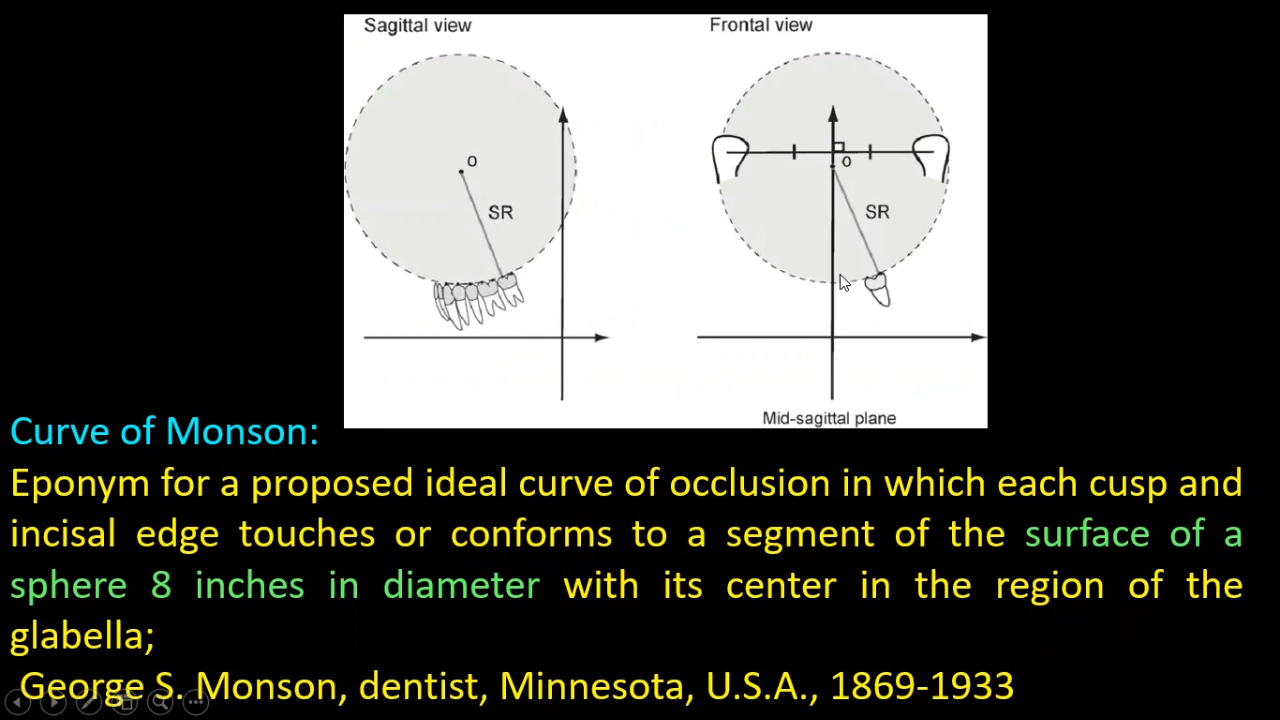 Sagittal view
Frontal view
O
SR
O
SR
Mid-sagittal plane
Curve of Monson:
Eponym for a proposed ideal curve of occlusion in which each cusp and
incisal edge touches or conforms to a segment of the surface of a
sphere 8 inches in diameter with its center in the region of the
glabella;
George S. Monson, dentist, Minnesota, U.S.A., 1869-1933